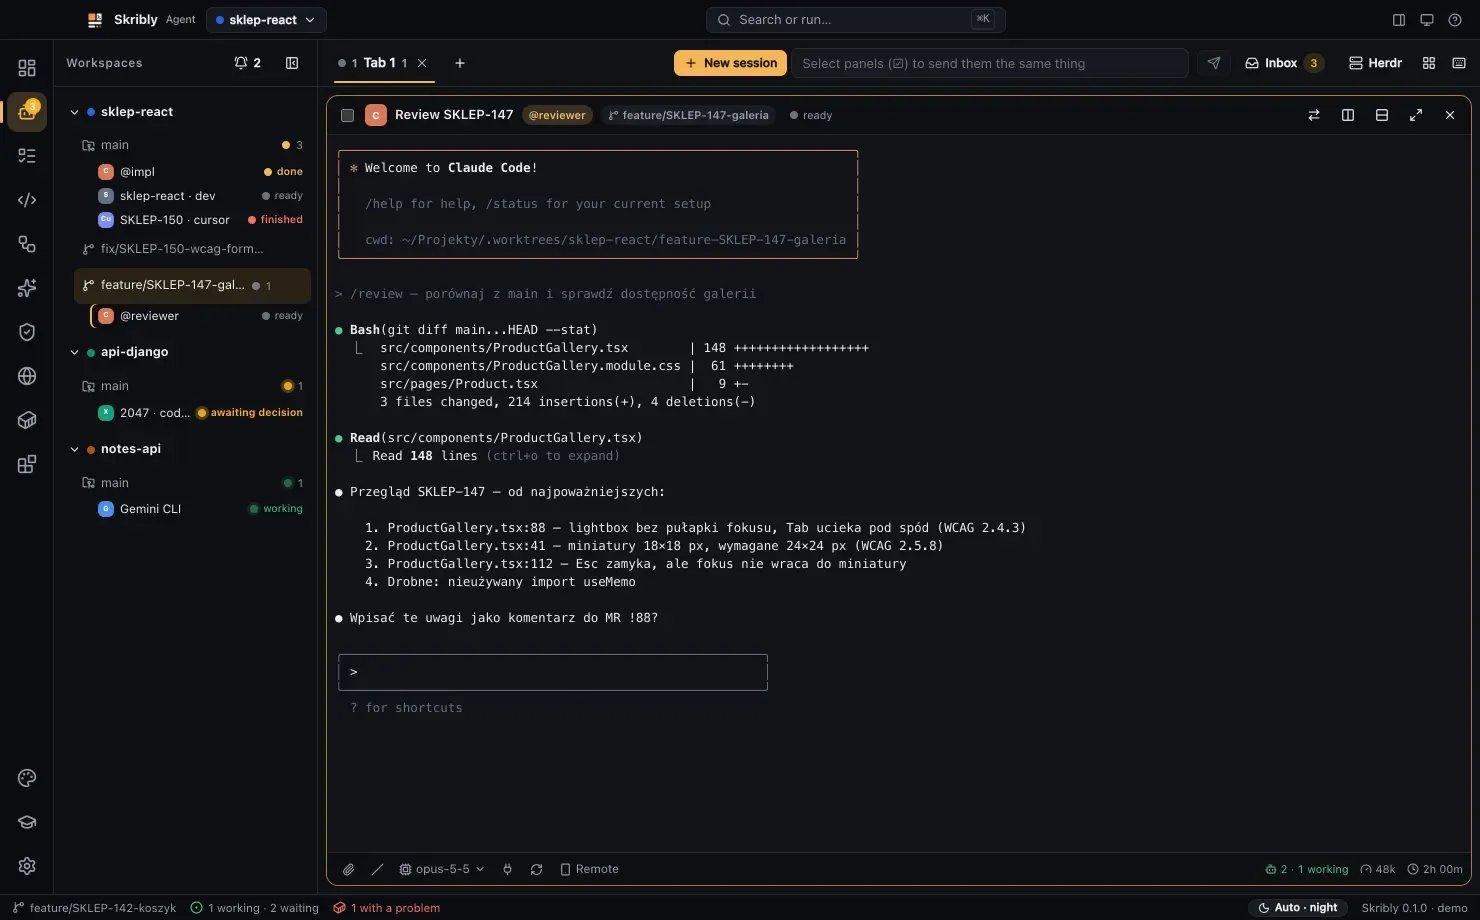 Skribly Agent sklep-react
Search or run... ⌘K
Workspaces 2
1 Tab 1 1
New session
Select panels (☑) to send them the same thing
Inbox 3
Herdr
3
sklep-react
main 3
C @impl done
S sklep-react · dev ready
Cu SKLEP-150 · cursor finished
fix/SKLEP-150-wcag-form...
feature/SKLEP-147-gal... 1
C @reviewer ready
api-django
main 1
X 2047 · cod... awaiting decision
notes-api
main 1
G Gemini CLI working
C Review SKLEP-147 @reviewer feature/SKLEP-147-galeria ready
✻ Welcome to Claude Code!
/help for help, /status for your current setup
cwd: ~/Projekty/.worktrees/sklep-react/feature-SKLEP-147-galeria
> /review — porównaj z main i sprawdź dostępność galerii
● Bash(git diff main...HEAD --stat)
⎿ src/components/ProductGallery.tsx | 148 ++++++++++++++++++
src/components/ProductGallery.module.css | 61 ++++++++
src/pages/Product.tsx | 9 +-
3 files changed, 214 insertions(+), 4 deletions(-)
● Read(src/components/ProductGallery.tsx)
⎿ Read 148 lines (ctrl+o to expand)
● Przegląd SKLEP-147 — od najpoważniejszych:
1. ProductGallery.tsx:88 — lightbox bez pułapki fokusu, Tab ucieka pod spód (WCAG 2.4.3)
2. ProductGallery.tsx:41 — miniatury 18×18 px, wymagane 24×24 px (WCAG 2.5.8)
3. ProductGallery.tsx:112 — Esc zamyka, ale fokus nie wraca do miniatury
4. Drobne: nieużywany import useMemo
● Wpisać te uwagi jako komentarz do MR !88?
>
? for shortcuts
opus-5-5 Remote
2 · 1 working 48k 2h 00m
feature/SKLEP-142-koszyk 1 working · 2 waiting 1 with a problem
Auto · night Skribly 0.1.0 · demo